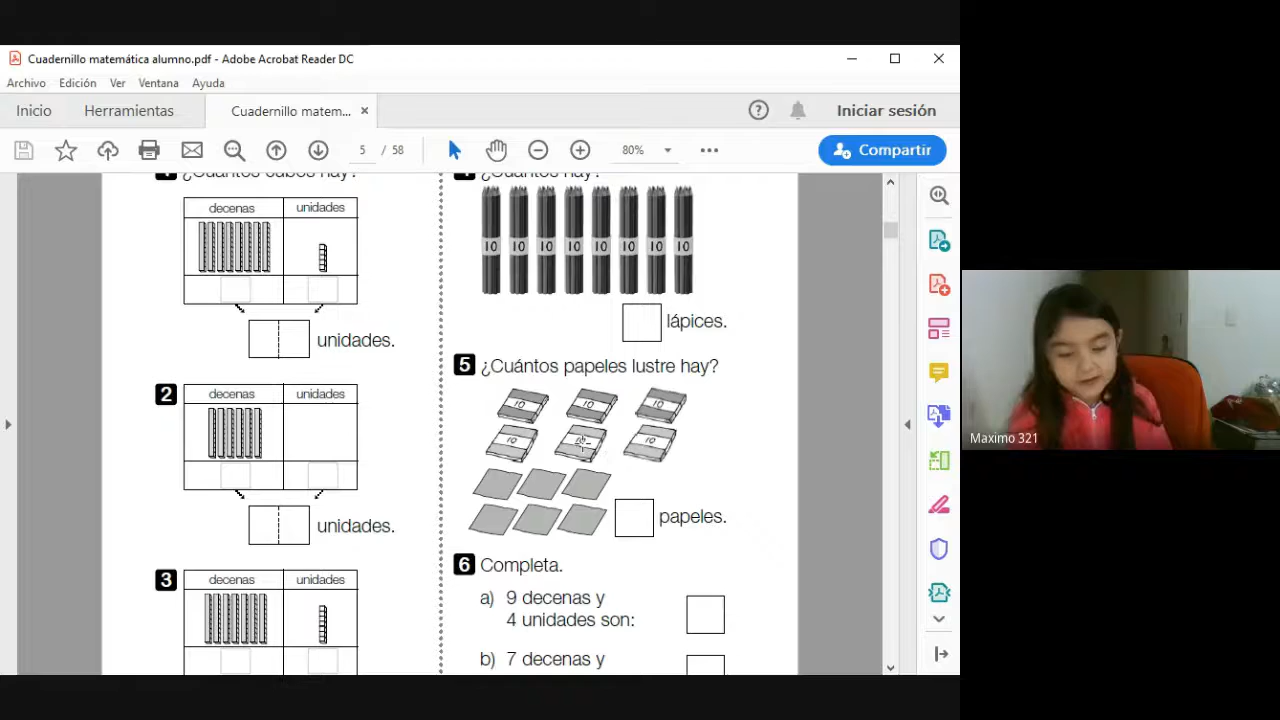 Cuadernillo matemática alumno.pdf - Adobe Acrobat Reader DC
Archivo Edición Ver Ventana Ayuda
Inicio Herramientas Cuadernillo matem... Iniciar sesión
5 / 58 80% Compartir
¿Cuántos cubos hay?
decenas unidades
unidades.
2 decenas unidades
unidades.
3 decenas unidades
¿Cuántos hay?
10 10 10 10 10 10 10 10
lápices.
5 ¿Cuántos papeles lustre hay?
10 10 10
10 10
papeles.
6 Completa.
a) 9 decenas y
4 unidades son:
b) 7 decenas y
Maximo 321